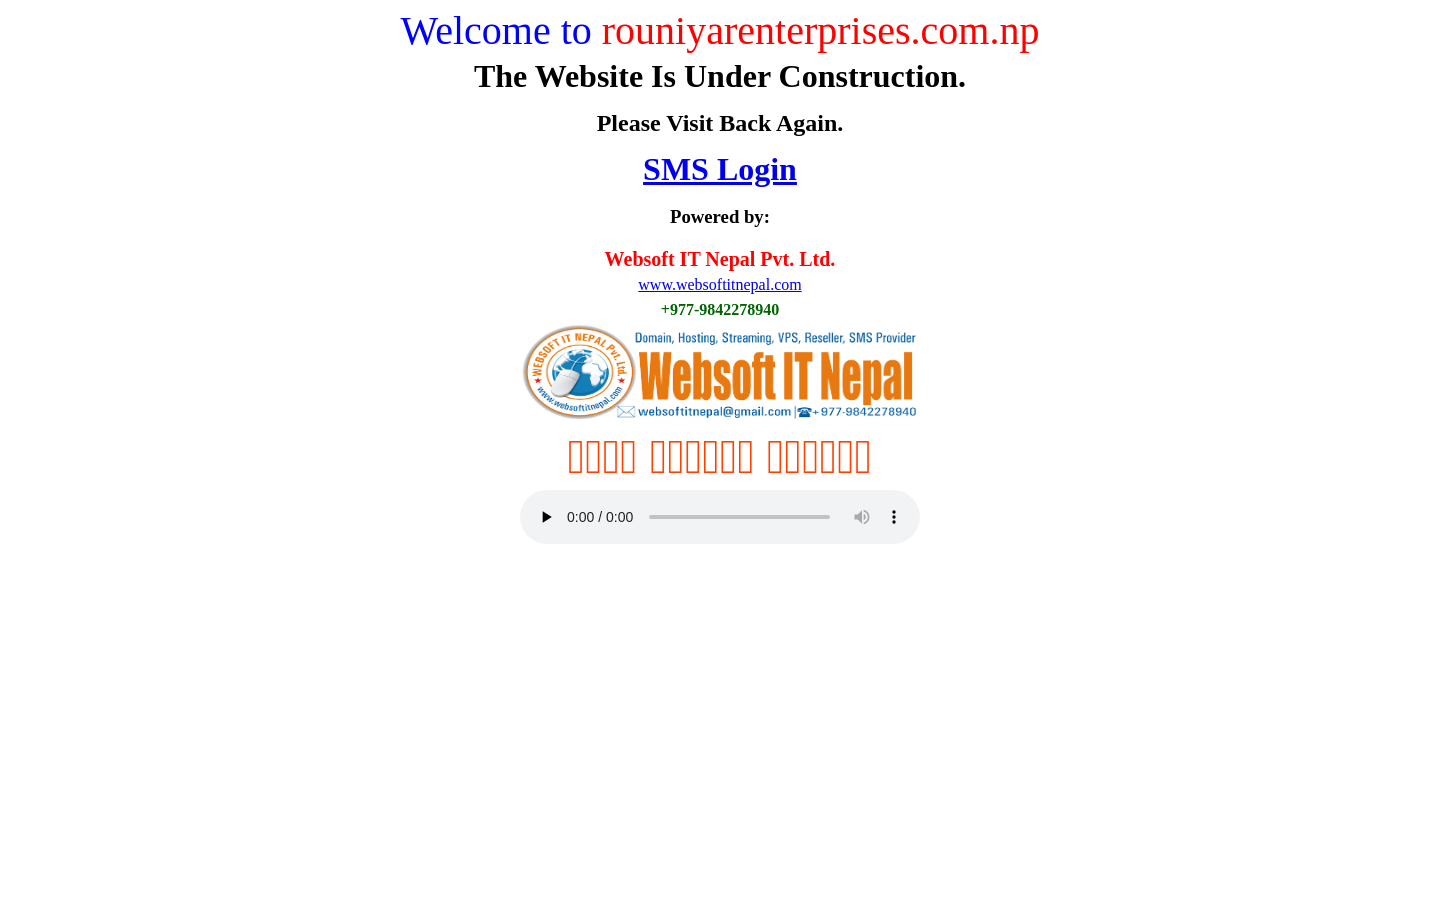 Welcome to rouniyarenterprises.com.np
The Website Is Under Construction.
Please Visit Back Again.
SMS Login
Powered by:
Websoft IT Nepal Pvt. Ltd.
www.websoftitnepal.com
+977-9842278940
WEBSOFT IT NEPAL Pvt. Ltd.
www.websoftitnepal.com
Domain, Hosting, Streaming, VPS, Reseller, SMS Provider
Websoft IT Nepal
websoftitnepal@gmail.com | +977-9842278940
0:00 / 0:00